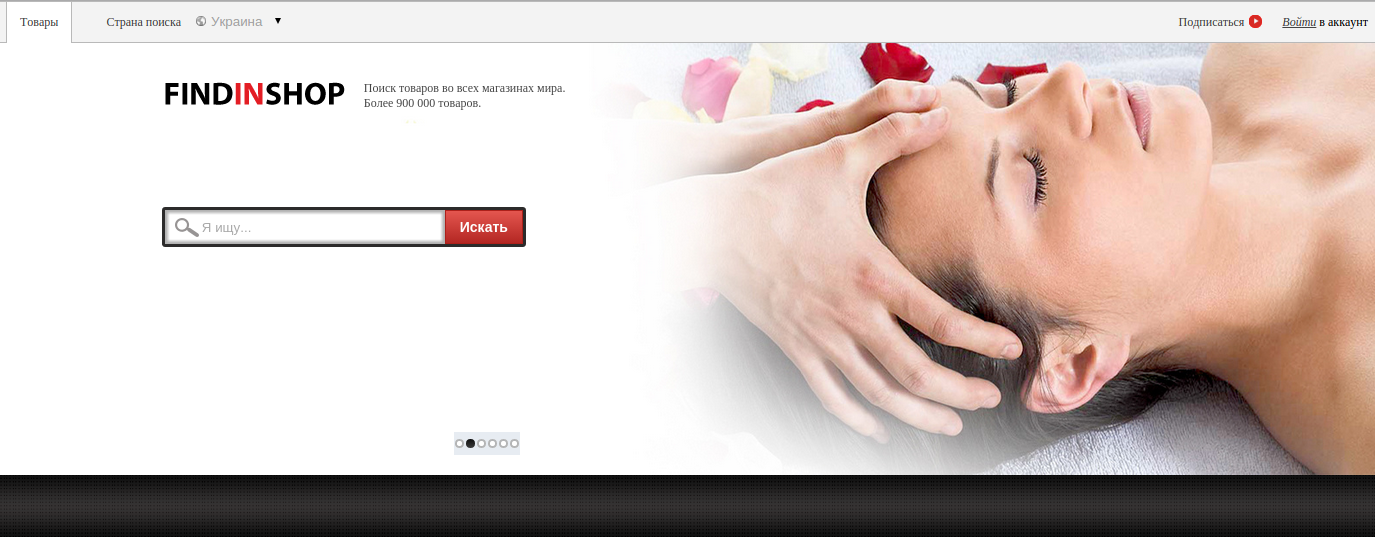 Товары
Страна поиска
Украина
Подписаться
Войти в аккаунт
FINDINSHOP
Поиск товаров во всех магазинах мира.
Более 900 000 товаров.
Я ищу...
Искать